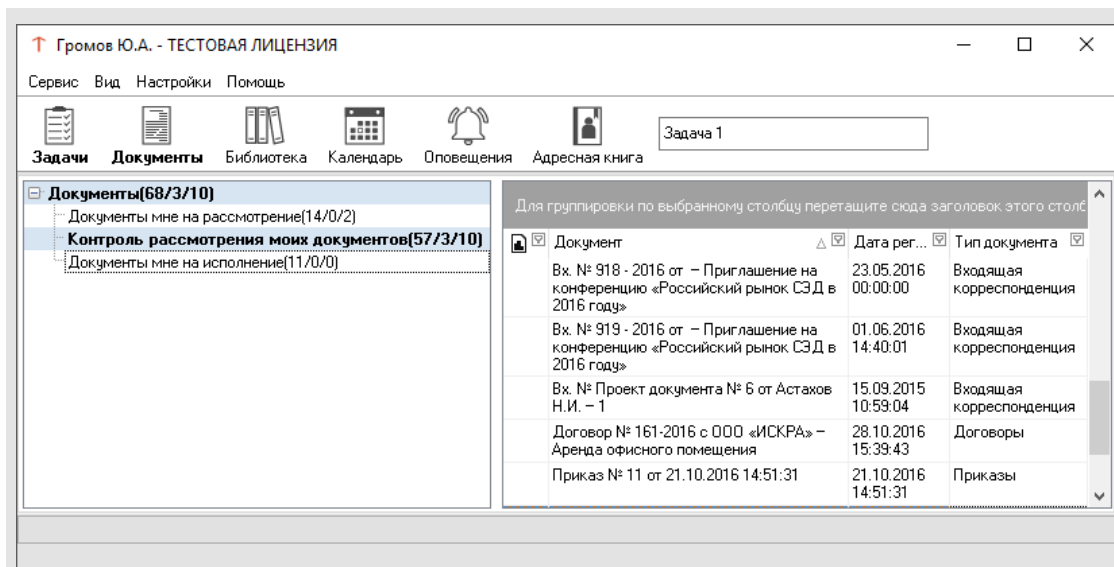 Громов Ю.А. - ТЕСТОВАЯ ЛИЦЕНЗИЯ
Сервис Вид Настройки Помощь
Задачи Документы Библиотека Календарь Оповещения Адресная книга
Задача 1
Документы(68/3/10)
Документы мне на рассмотрение(14/0/2)
Контроль рассмотрения моих документов(57/3/10)
Документы мне на исполнение(11/0/0)
Для группировки по выбранному столбцу перетащите сюда заголовок этого столб
Документ Дата рег... Тип документа
Вх. № 918 - 2016 от – Приглашение на 23.05.2016 Входящая
конференцию «Российский рынок СЭД в 00:00:00 корреспонденция
2016 году»
Вх. № 919 - 2016 от – Приглашение на 01.06.2016 Входящая
конференцию «Российский рынок СЭД в 14:40:01 корреспонденция
2016 году»
Вх. № Проект документа № 6 от Астахов 15.09.2015 Входящая
Н.И. – 1 10:59:04 корреспонденция
Договор № 161-2016 с ООО «ИСКРА» – 28.10.2016 Договоры
Аренда офисного помещения 15:39:43
Приказ № 11 от 21.10.2016 14:51:31 21.10.2016 Приказы
14:51:31